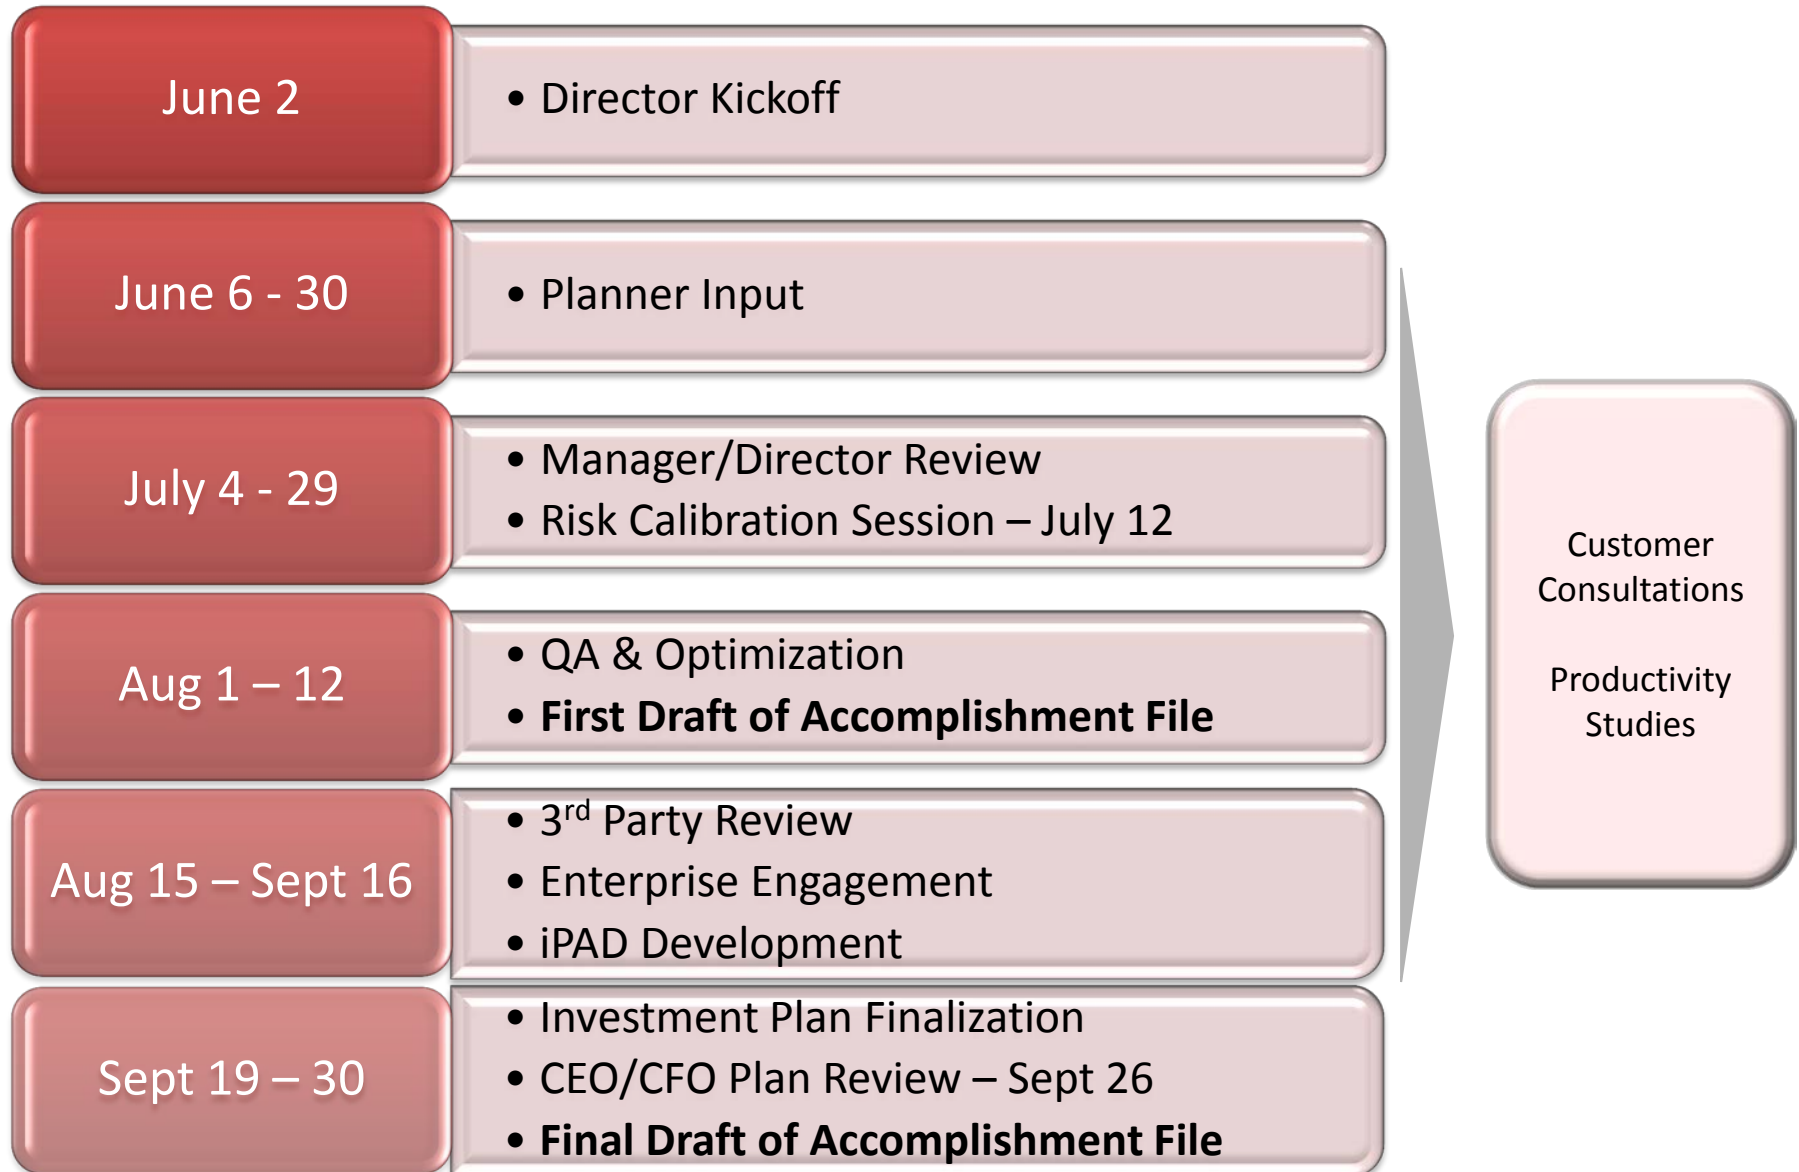 June 2
• Director Kickoff
June 6 - 30
• Planner Input
July 4 - 29
• Manager/Director Review
• Risk Calibration Session – July 12
Aug 1 – 12
• QA & Optimization
• First Draft of Accomplishment File
Aug 15 – Sept 16
• 3rd Party Review
• Enterprise Engagement
• iPAD Development
Sept 19 – 30
• Investment Plan Finalization
• CEO/CFO Plan Review – Sept 26
• Final Draft of Accomplishment File
Customer
Consultations
Productivity
Studies